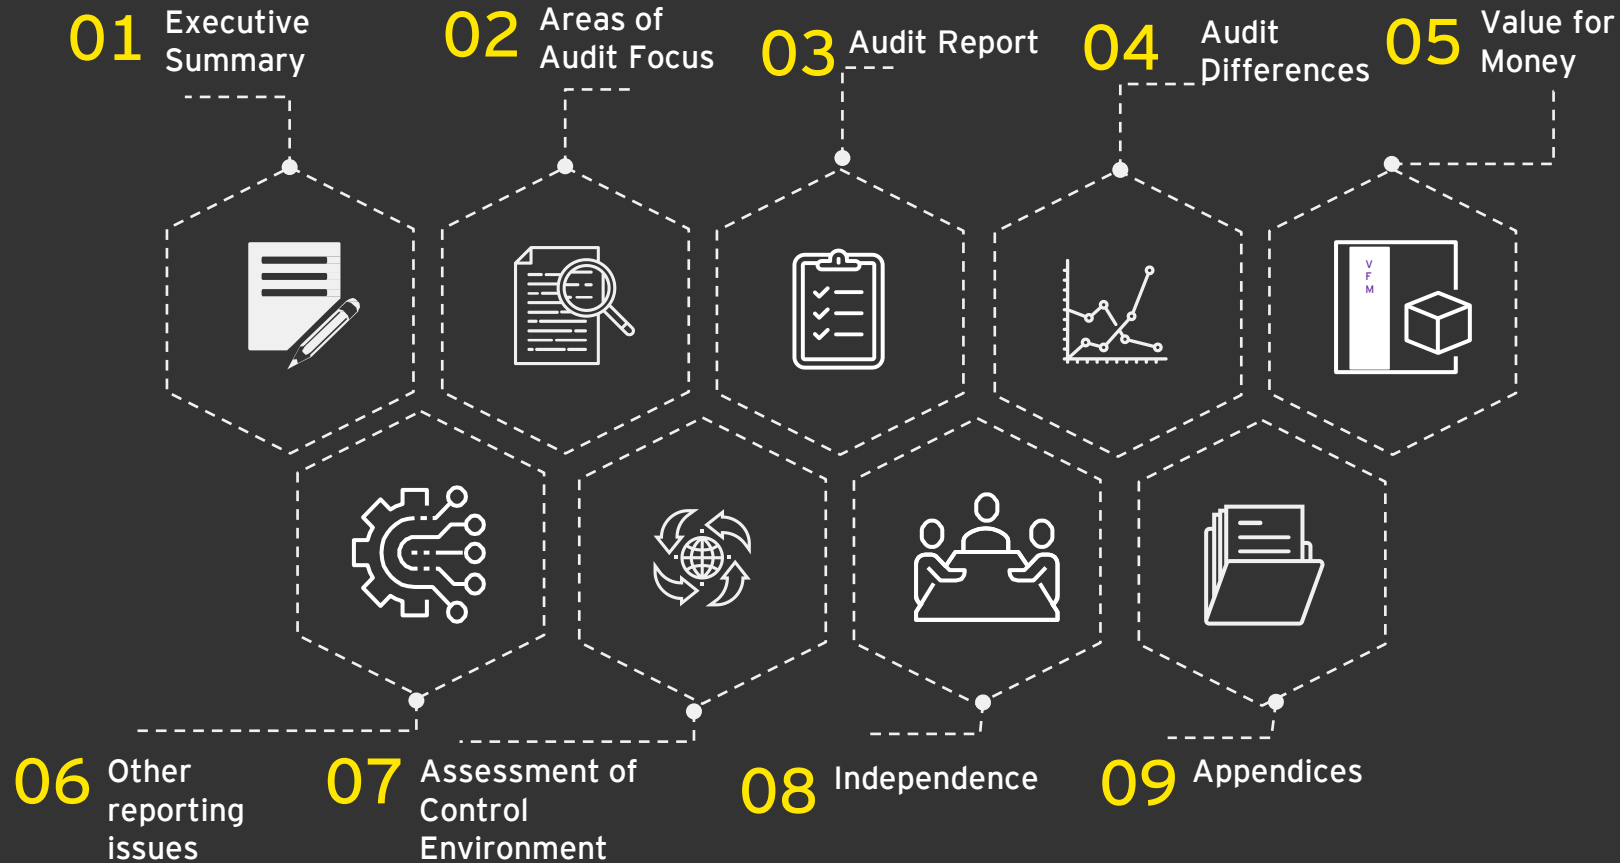 01 Executive
Summary
02 Areas of
Audit Focus
03 Audit Report
04 Audit
Differences
05 Value for
Money
V
F
M
06 Other
reporting
issues
07 Assessment of
Control
Environment
08 Independence
09 Appendices